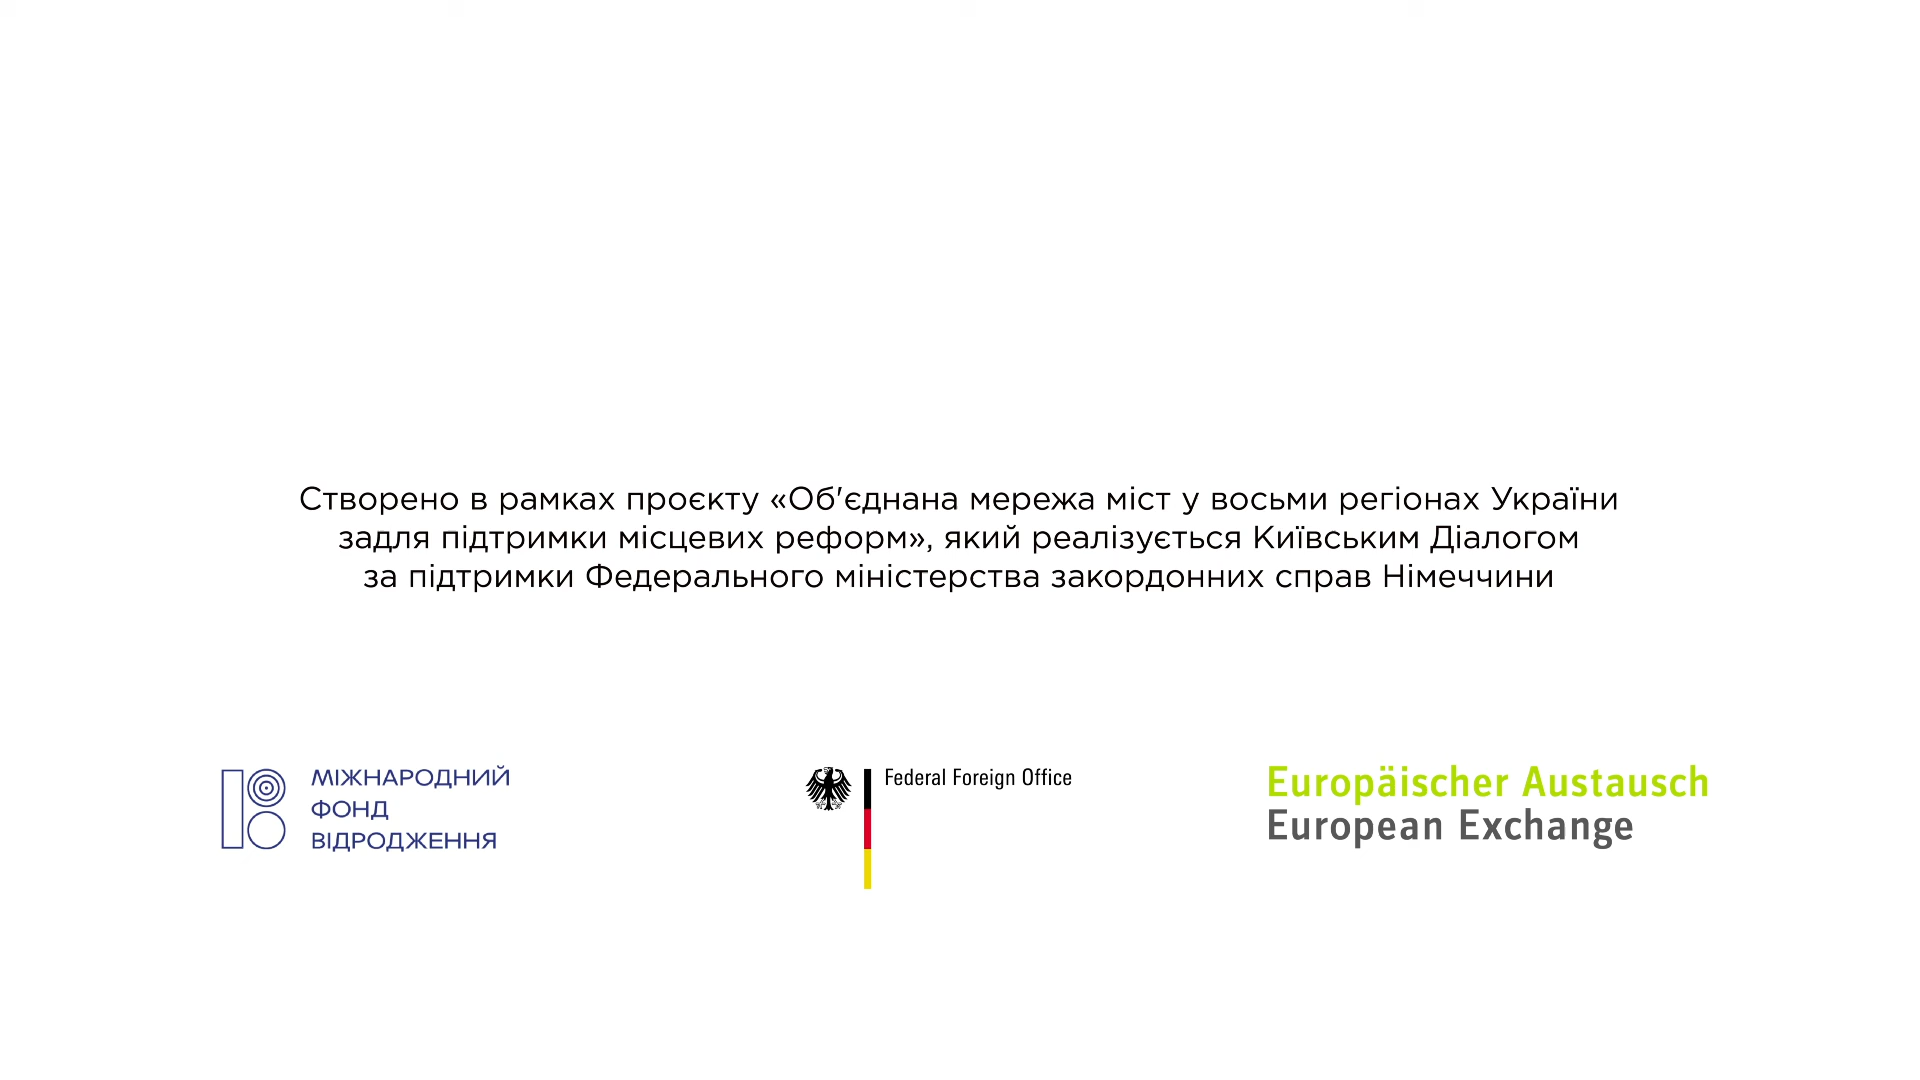 Створено в рамках проєкту «Об'єднана мережа міст у восьми регіонах України
задля підтримки місцевих реформ», який реалізується Київським Діалогом
за підтримки Федерального міністерства закордонних справ Німеччини
МІЖНАРОДНИЙ
ФОНД
ВІДРОДЖЕННЯ
Federal Foreign Office
Europäischer Austausch
European Exchange